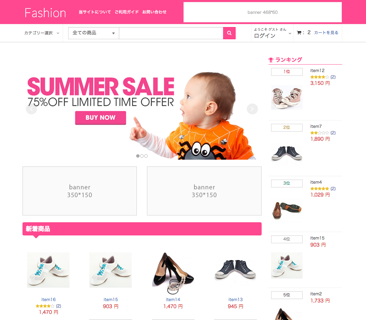 Fashion
当サイトについて ご利用ガイド お問い合わせ
banner 468PR0
カテゴリー選択
全ての商品
ようこそ ゲスト さん
ログイン
2 カートを見る
SUMMER SALE
75%OFF LIMITED TIME OFFER
BUY NOW
banner
350*150
banner
350*150
新着商品
item16
(2)
1,470 円
item15
903 円
item14
1,470 円
item13
945 円
ランキング
1位
item12
(2)
3,150 円
2位
item7
(2)
1,890 円
3位
item4
(2)
1,029 円
4位
item15
903 円
5位
item2
1,733 円